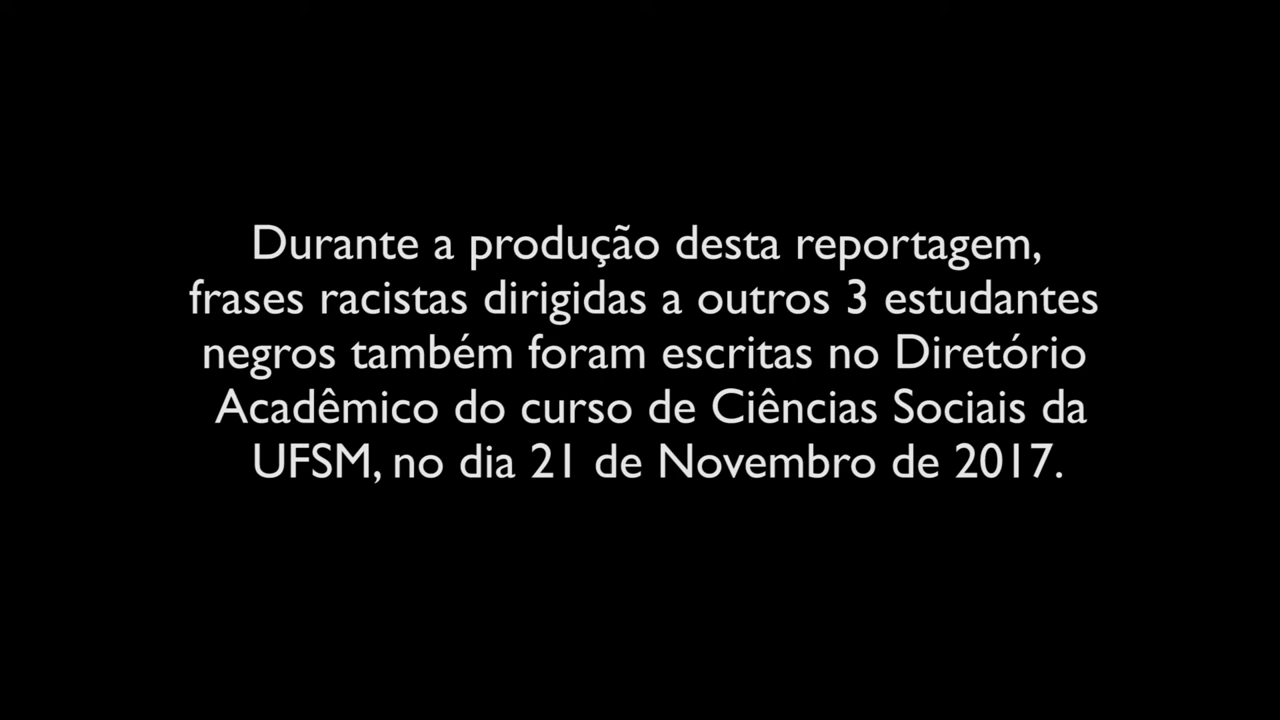 Durante a produção desta reportagem,
frases racistas dirigidas a outros 3 estudantes
negros também foram escritas no Diretório
Acadêmico do curso de Ciências Sociais da
UFSM, no dia 21 de Novembro de 2017.